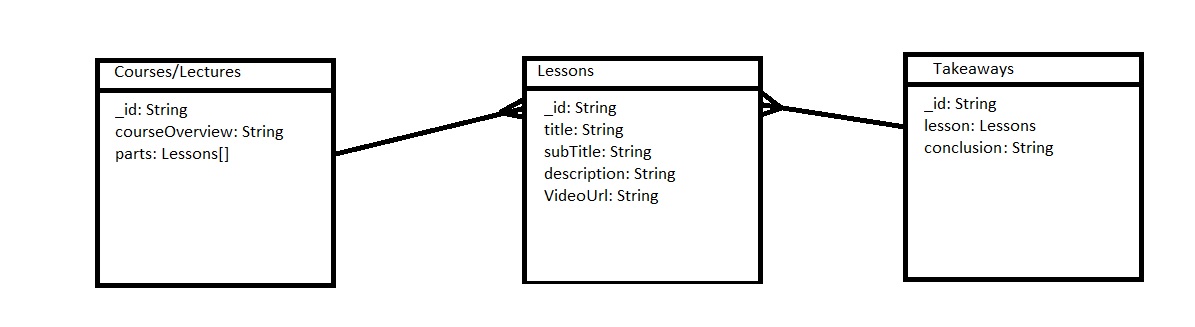 Courses/Lectures
_id: String
courseOverview: String
parts: Lessons[]
Lessons
_id: String
title: String
subTitle: String
description: String
VideoUrl: String
Takeaways
_id: String
lesson: Lessons
conclusion: String